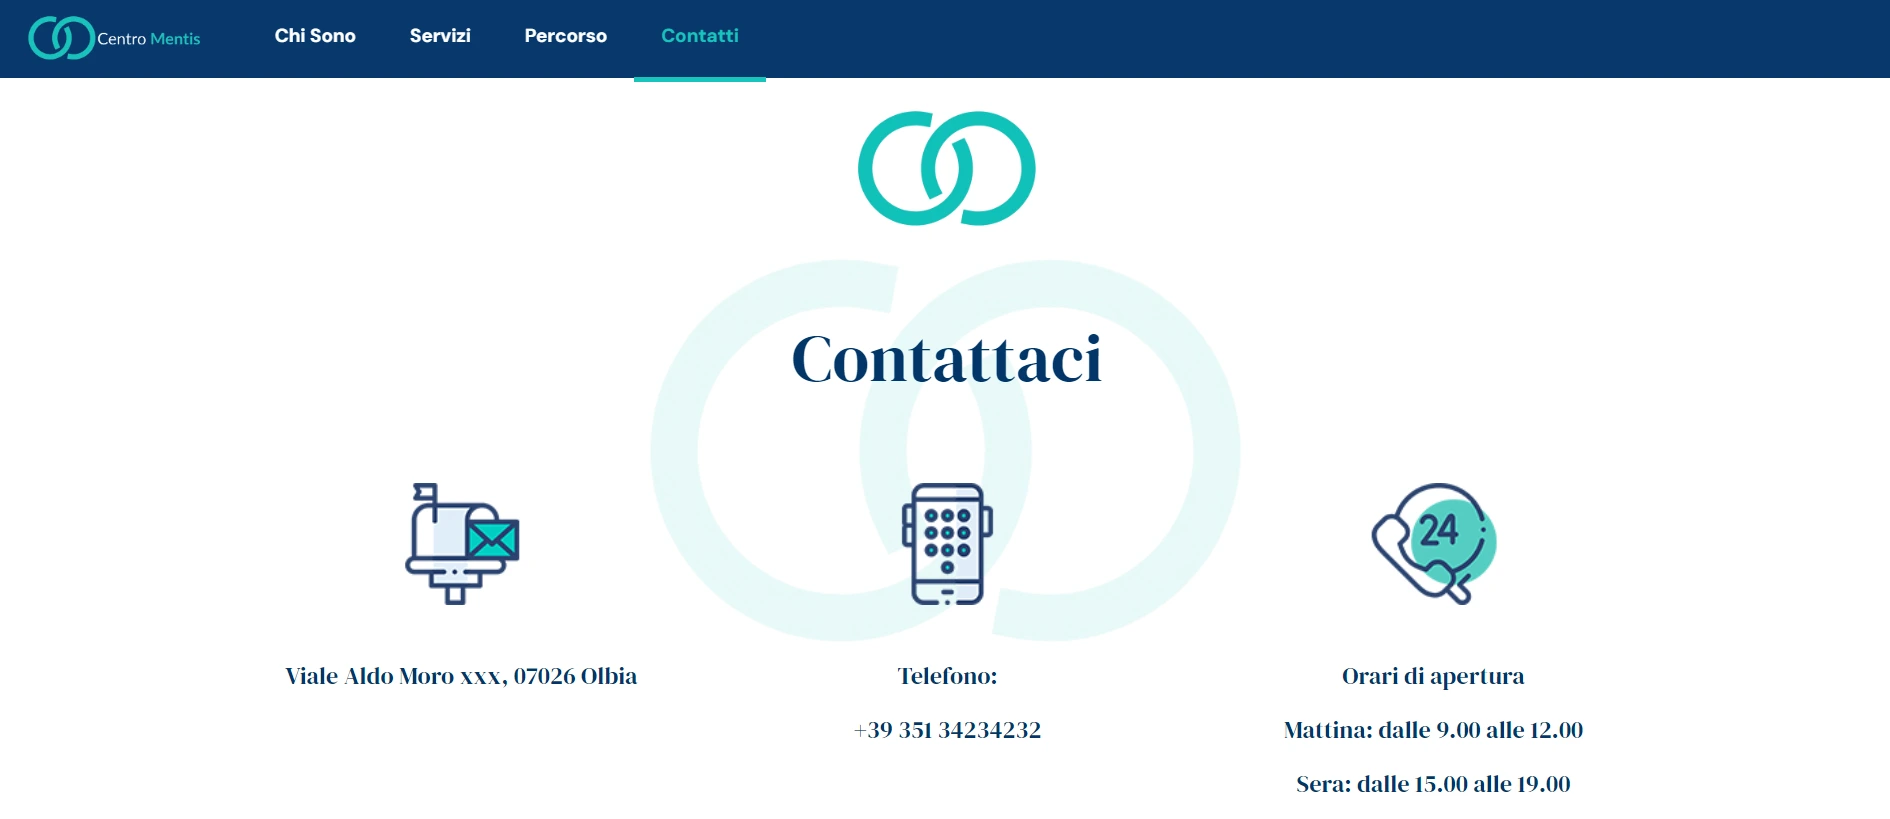 Centro Mentis
Chi Sono
Servizi
Percorso
Contatti
Contattaci
24
Viale Aldo Moro xxx, 07026 Olbia
Telefono:
+39 351 34234232
Orari di apertura
Mattina: dalle 9.00 alle 12.00
Sera: dalle 15.00 alle 19.00